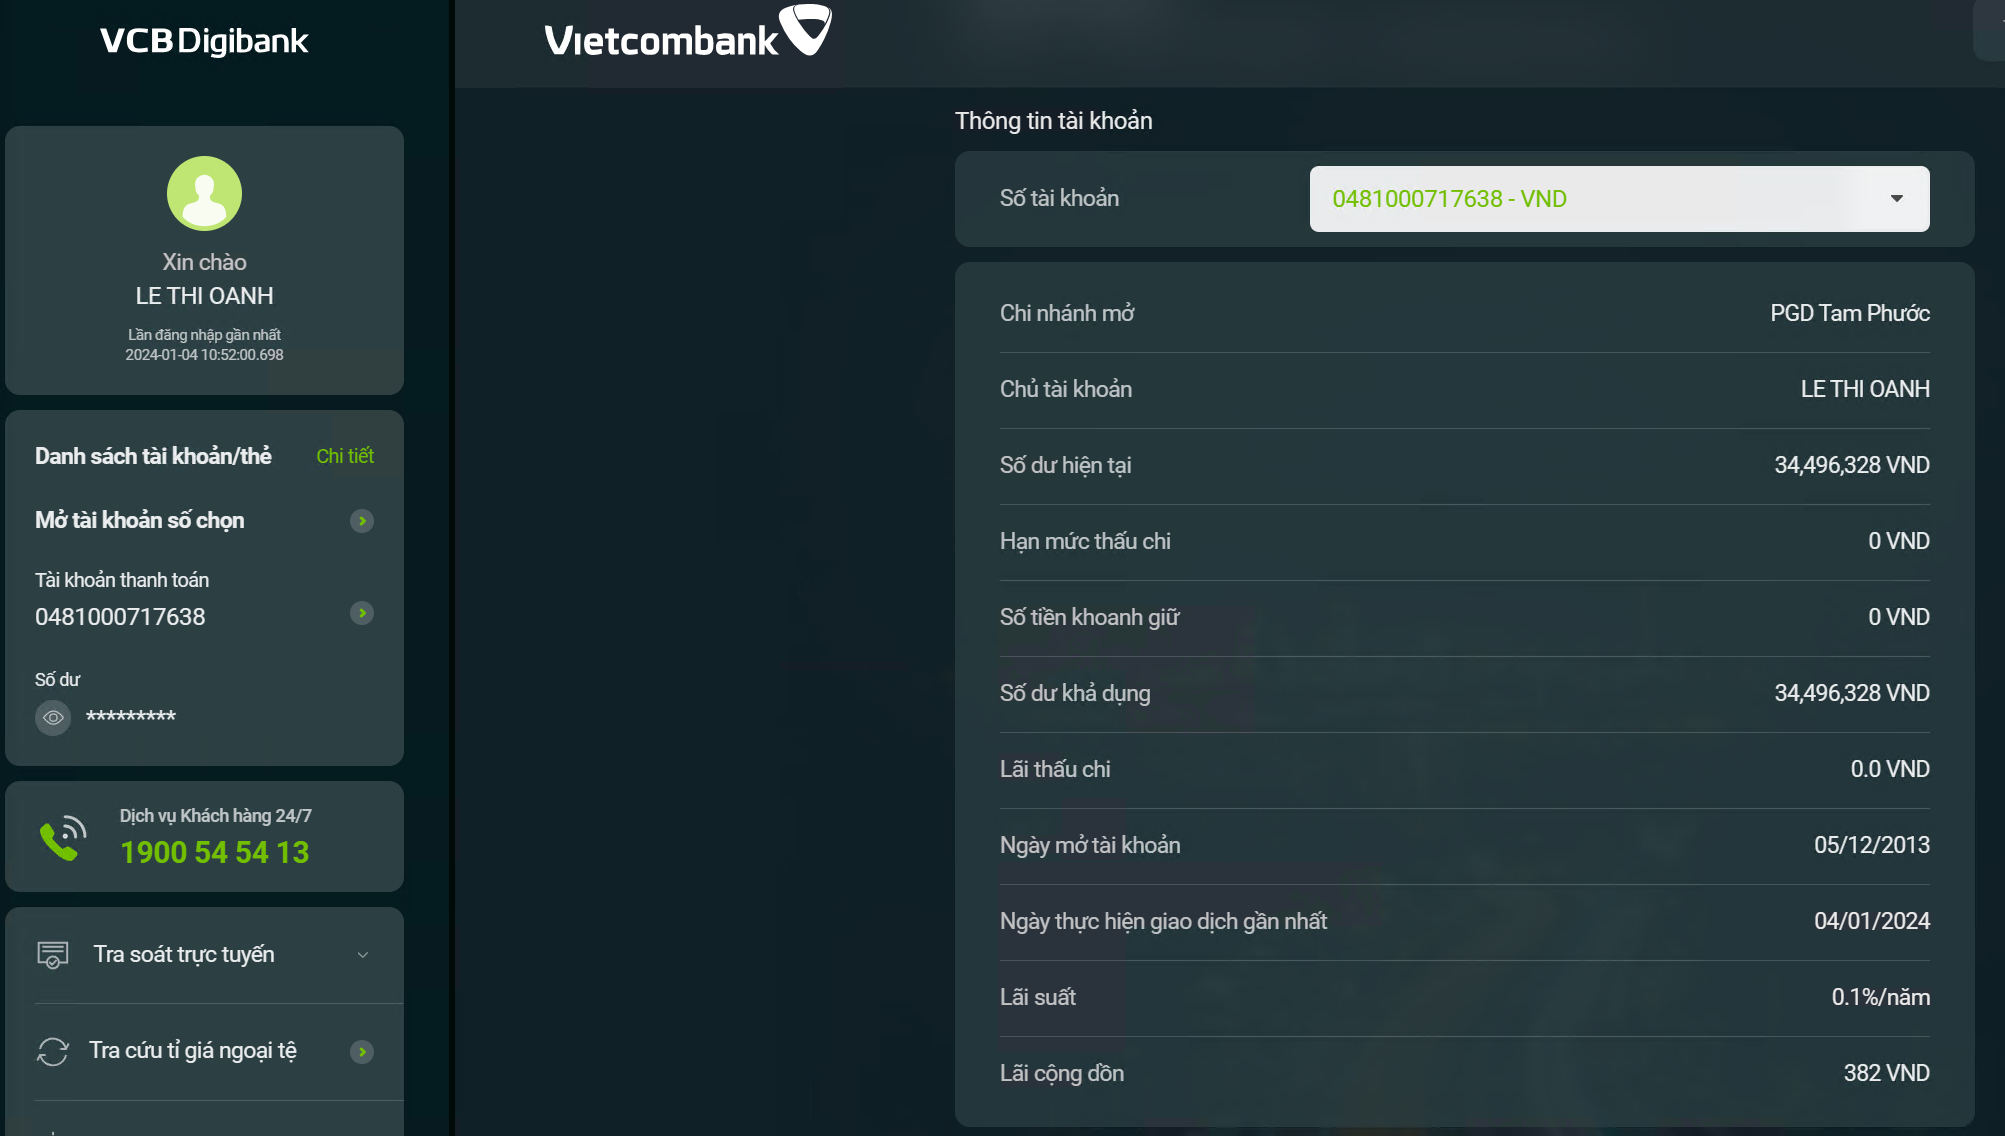 VCB Digibank
Xin chào
LE THI OANH
Lần đăng nhập gần nhất
2024-01-04 10:52:00.698
Danh sách tài khoản/thẻ Chi tiết
Mở tài khoản số chọn
Tài khoản thanh toán
0481000717638
Số dư
*********
Dịch vụ Khách hàng 24/7
1900 54 54 13
Tra soát trực tuyến
Tra cứu tỉ giá ngoại tệ
Vietcombank
Thông tin tài khoản
Số tài khoản 0481000717638 - VND
Chi nhánh mở PGD Tam Phước
Chủ tài khoản LE THI OANH
Số dư hiện tại 34,496,328 VND
Hạn mức thấu chi 0 VND
Số tiền khoanh giữ 0 VND
Số dư khả dụng 34,496,328 VND
Lãi thấu chi 0.0 VND
Ngày mở tài khoản 05/12/2013
Ngày thực hiện giao dịch gần nhất 04/01/2024
Lãi suất 0.1%/năm
Lãi cộng dồn 382 VND